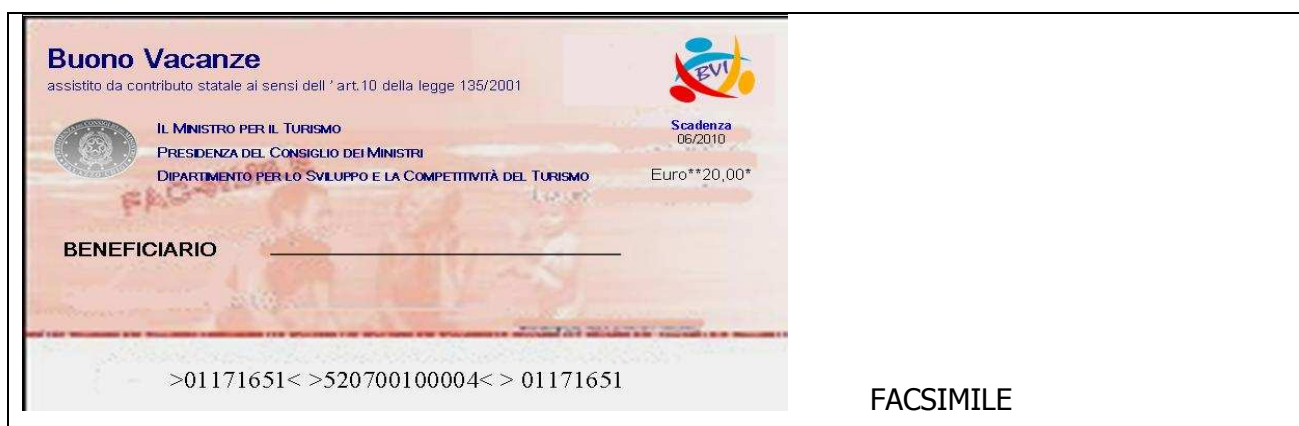 Buono Vacanze
assistito da contributo statale ai sensi dell ' art.10 della legge 135/2001
BVI
IL MINISTRO PER IL TURISMO
PRESIDENZA DEL CONSIGLIO DEI MINISTRI
DIPARTIMENTO PER LO SVILUPPO E LA COMPETITIVITÀ DEL TURISMO
Scadenza
06/2010
Euro**20,00*
FAC-SIMILE
BENEFICIARIO
>01171651< >520700100004< > 01171651
FACSIMILE